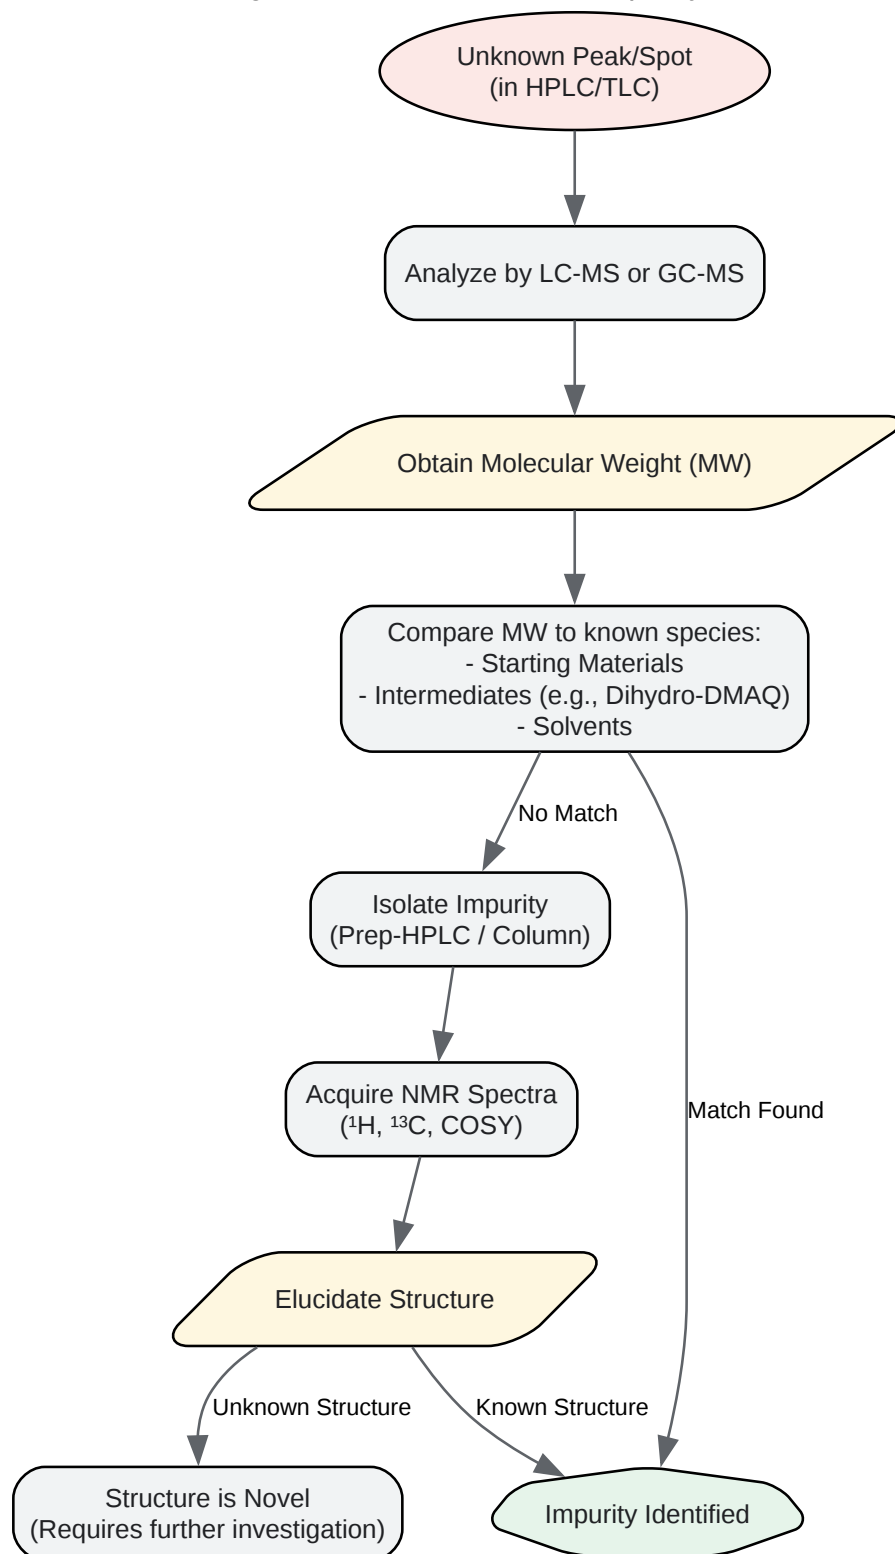 Unknown Peak/Spot
(in HPLC/TLC)
Analyze by LC-MS or GC-MS
Obtain Molecular Weight (MW)
Compare MW to known species:
- Starting Materials
- Intermediates (e.g., Dihydro-DMAQ)
- Solvents
No Match
Isolate Impurity
(Prep-HPLC / Column)
Acquire NMR Spectra
(¹H, ¹³C, COSY)
Match Found
Elucidate Structure
Unknown Structure
Known Structure
Structure is Novel
(Requires further investigation)
Impurity Identified